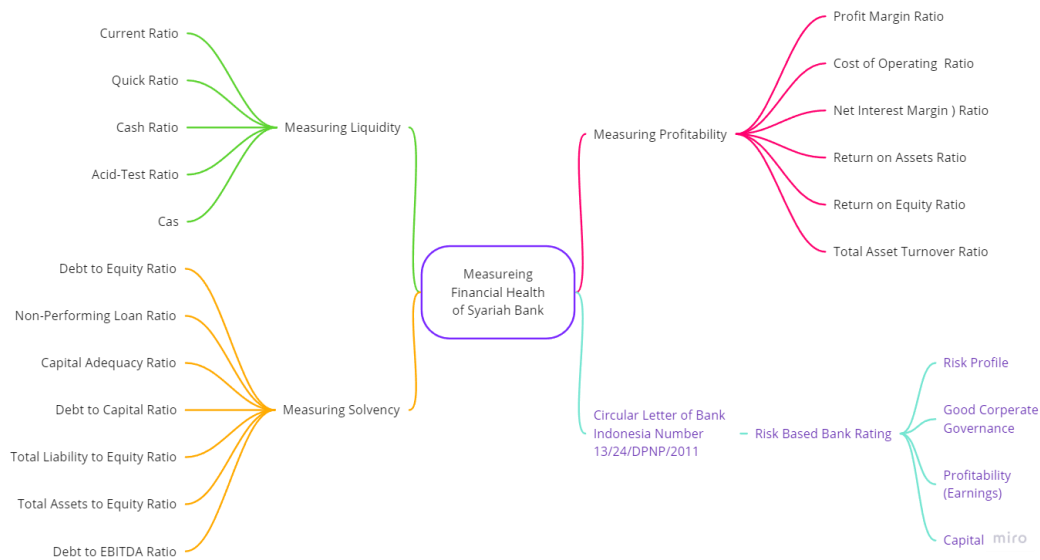 Current Ratio
Quick Ratio
Cash Ratio
Acid-Test Ratio
Cas
Measuring Liquidity
Debt to Equity Ratio
Non-Performing Loan Ratio
Capital Adequacy Ratio
Debt to Capital Ratio
Total Liability to Equity Ratio
Total Assets to Equity Ratio
Debt to EBITDA Ratio
Measuring Solvency
Measureing
Financial Health
of Syariah Bank
Measuring Profitability
Profit Margin Ratio
Cost of Operating  Ratio
Net Interest Margin ) Ratio
Return on Assets Ratio
Return on Equity Ratio
Total Asset Turnover Ratio
Circular Letter of Bank
Indonesia Number
13/24/DPNP/2011
Risk Based Bank Rating
Risk Profile
Good Corperate
Governance
Profitability
(Earnings)
Capital
miro